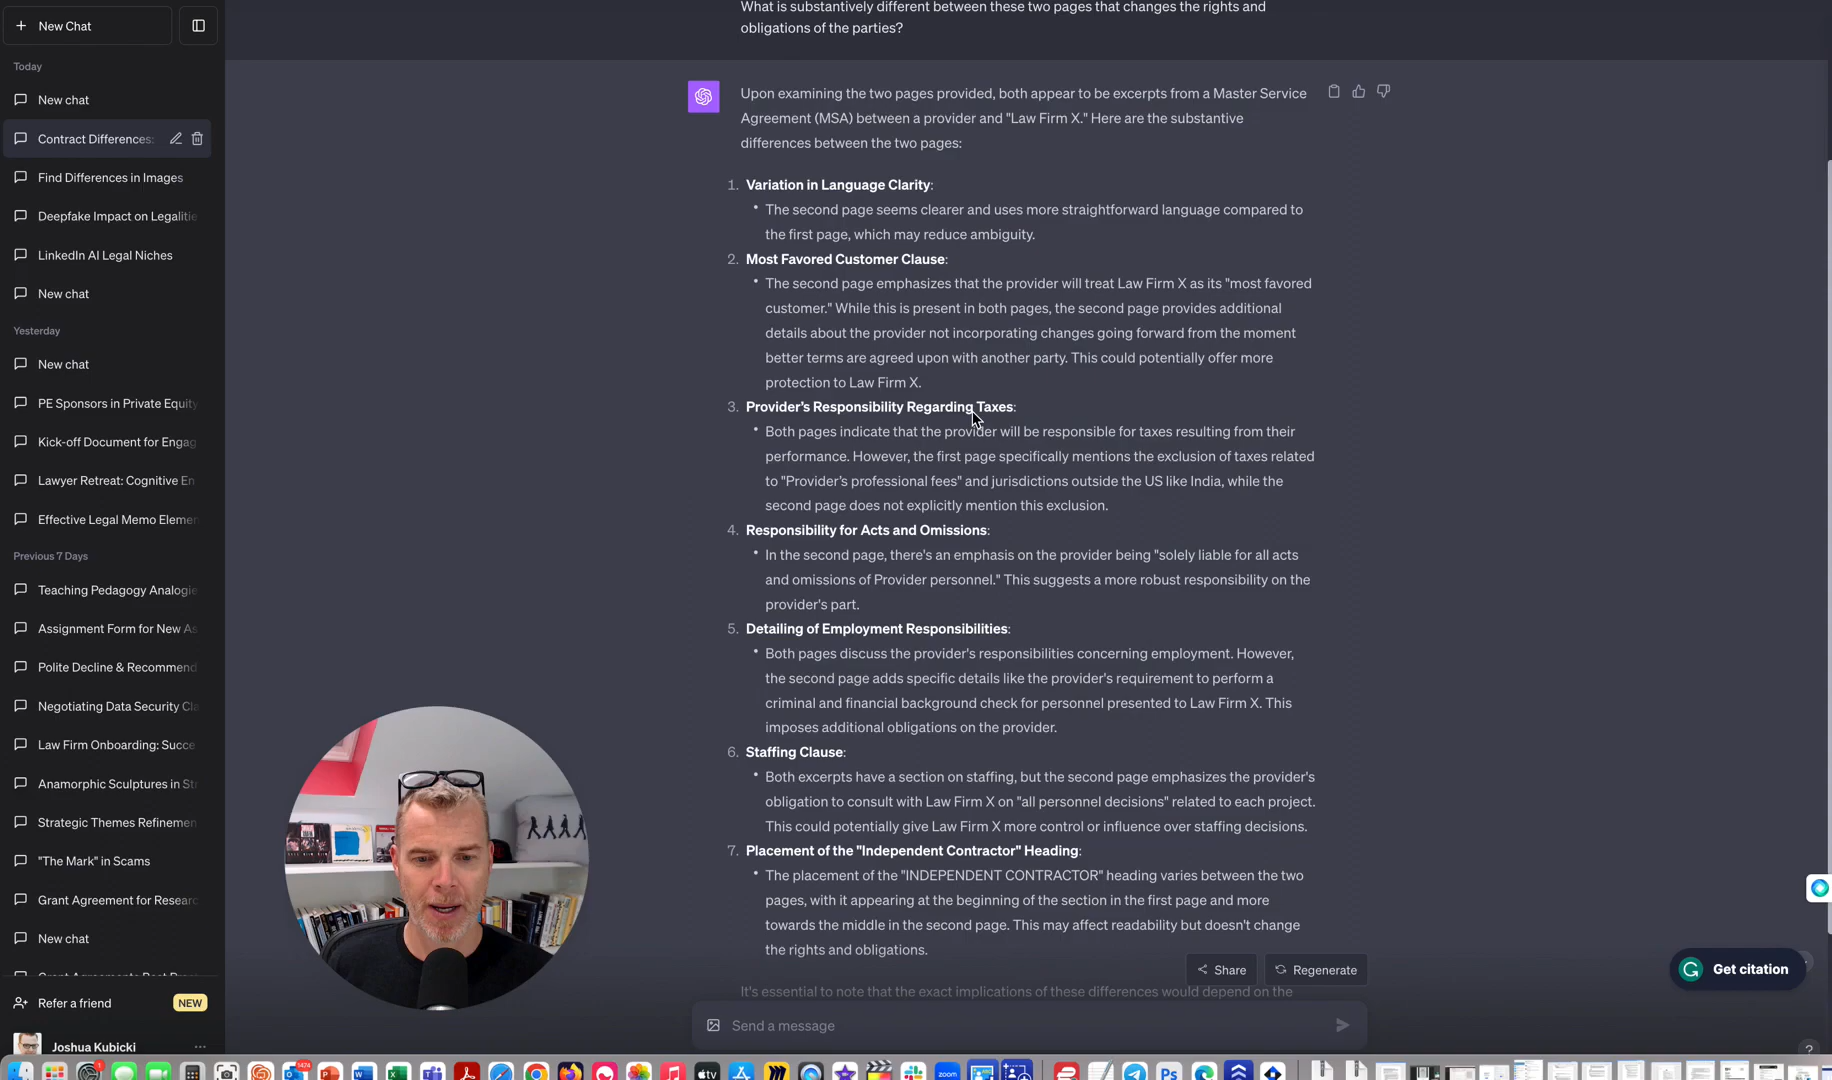 New Chat
Today
New chat
Contract Differences:
Find Differences in Images
Deepfake Impact on Legalitie
LinkedIn AI Legal Niches
New chat
Yesterday
New chat
PE Sponsors in Private Equity
Kick-off Document for Engag
Lawyer Retreat: Cognitive En
Effective Legal Memo Elemen
Previous 7 Days
Teaching Pedagogy Analogie
Assignment Form for New As
Polite Decline & Recommend
Negotiating Data Security Cla
Law Firm Onboarding: Succe
Anamorphic Sculptures in Str
Strategic Themes Refinemen
"The Mark" in Scams
Grant Agreement for Researc
New chat
Refer a friend
NEW
Joshua Kubicki
What is substantively different between these two pages that changes the rights and
obligations of the parties?
Upon examining the two pages provided, both appear to be excerpts from a Master Service
Agreement (MSA) between a provider and "Law Firm X." Here are the substantive
differences between the two pages:
1. Variation in Language Clarity:
• The second page seems clearer and uses more straightforward language compared to
the first page, which may reduce ambiguity.
2. Most Favored Customer Clause:
• The second page emphasizes that the provider will treat Law Firm X as its "most favored
customer." While this is present in both pages, the second page provides additional
details about the provider not incorporating changes going forward from the moment
better terms are agreed upon with another party. This could potentially offer more
protection to Law Firm X.
3. Provider's Responsibility Regarding Taxes:
• Both pages indicate that the provider will be responsible for taxes resulting from their
performance. However, the first page specifically mentions the exclusion of taxes related
to "Provider's professional fees" and jurisdictions outside the US like India, while the
second page does not explicitly mention this exclusion.
4. Responsibility for Acts and Omissions:
• In the second page, there's an emphasis on the provider being "solely liable for all acts
and omissions of Provider personnel." This suggests a more robust responsibility on the
provider's part.
5. Detailing of Employment Responsibilities:
• Both pages discuss the provider's responsibilities concerning employment. However,
the second page adds specific details like the provider's requirement to perform a
criminal and financial background check for personnel presented to Law Firm X. This
imposes additional obligations on the provider.
6. Staffing Clause:
• Both excerpts have a section on staffing, but the second page emphasizes the provider's
obligation to consult with Law Firm X on "all personnel decisions" related to each project.
This could potentially give Law Firm X more control or influence over staffing decisions.
7. Placement of the "Independent Contractor" Heading:
• The placement of the "INDEPENDENT CONTRACTOR" heading varies between the two
pages, with it appearing at the beginning of the section in the first page and more
towards the middle in the second page. This may affect readability but doesn't change
the rights and obligations.
Share
Regenerate
It's essential to note that the exact implications of these differences would depend on the
Send a message
Get citation
?
tv
zoom
Ps